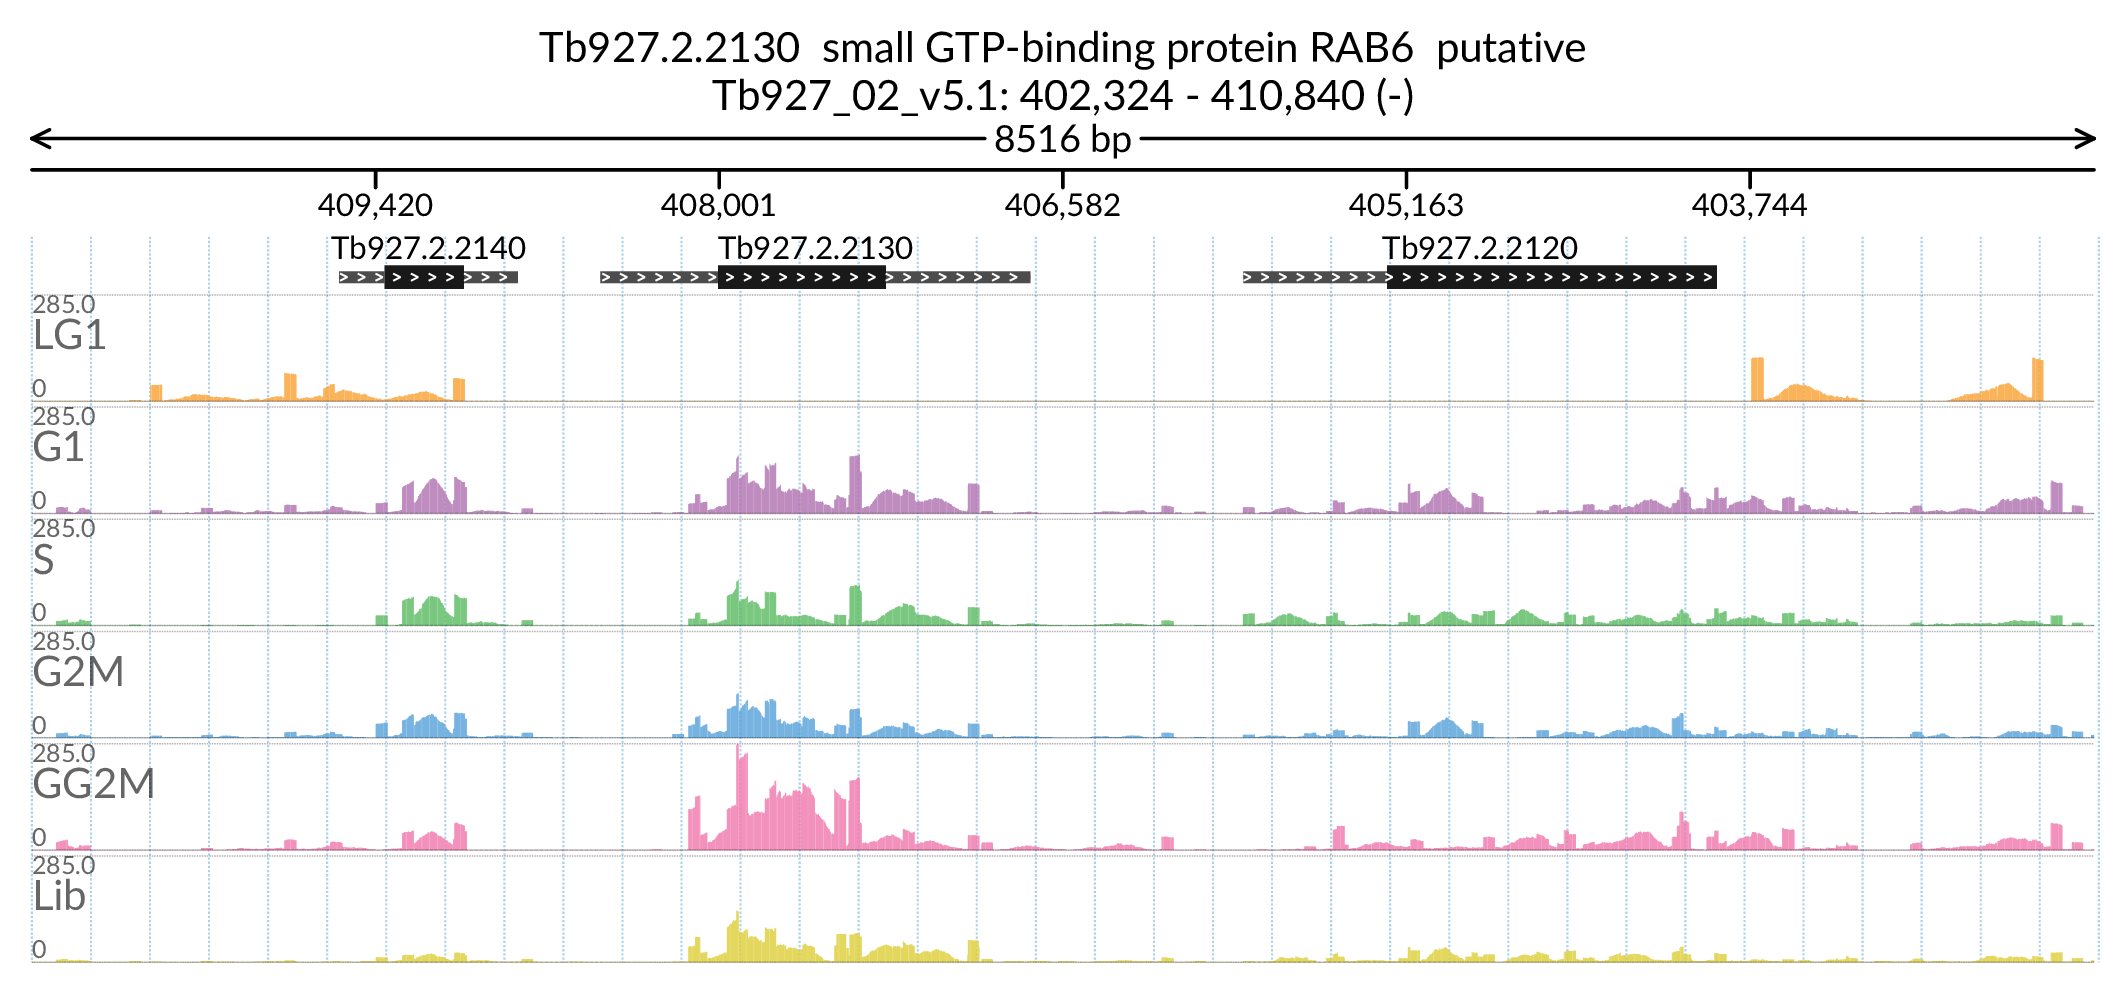 Tb927.2.2130  small GTP-binding protein RAB6  putative
Tb927_02_v5.1: 402,324 - 410,840 (-)
8516 bp
409,420 408,001 406,582 405,163 403,744
Tb927.2.2140 Tb927.2.2130 Tb927.2.2120
285.0
LG1
0
285.0
G1
0
285.0
S
0
285.0
G2M
0
285.0
GG2M
0
285.0
Lib
0